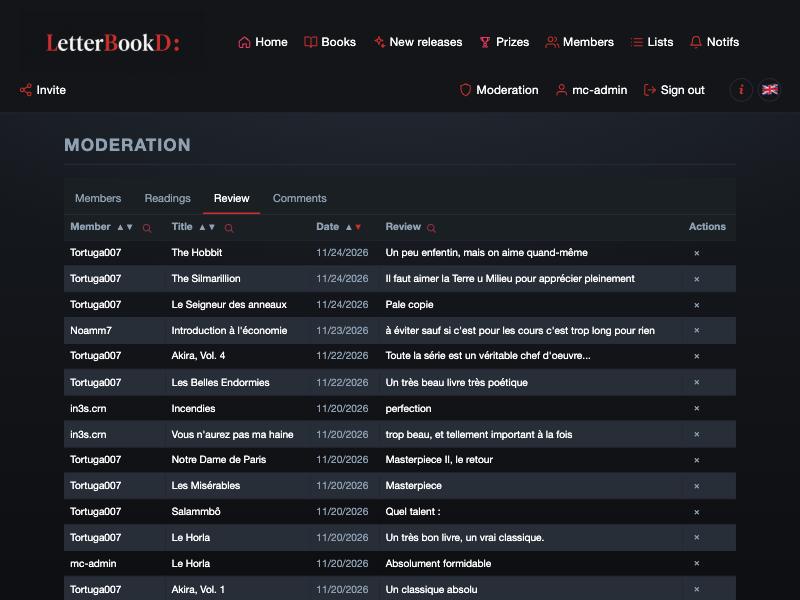 LetterBookD:
Home Books New releases Prizes Members Lists Notifs
Invite Moderation mc-admin Sign out i
MODERATION
Members Readings Review Comments
Member ▲▼ Title ▲▼ Date ▲▼ Review Actions
Tortuga007 The Hobbit 11/24/2026 Un peu enfentin, mais on aime quand-même ×
Tortuga007 The Silmarillion 11/24/2026 Il faut aimer la Terre u Milieu pour apprécier pleinement ×
Tortuga007 Le Seigneur des anneaux 11/24/2026 Pale copie ×
Noamm7 Introduction à l'économie 11/23/2026 à éviter sauf si c'est pour les cours c'est trop long pour rien ×
Tortuga007 Akira, Vol. 4 11/22/2026 Toute la série est un véritable chef d'oeuvre... ×
Tortuga007 Les Belles Endormies 11/22/2026 Un très beau livre très poétique ×
in3s.crn Incendies 11/20/2026 perfection ×
in3s.crn Vous n'aurez pas ma haine 11/20/2026 trop beau, et tellement important à la fois ×
Tortuga007 Notre Dame de Paris 11/20/2026 Masterpiece II, le retour ×
Tortuga007 Les Misérables 11/20/2026 Masterpiece ×
Tortuga007 Salammbô 11/20/2026 Quel talent : ×
Tortuga007 Le Horla 11/20/2026 Un très bon livre, un vrai classique. ×
mc-admin Le Horla 11/20/2026 Absolument formidable ×
Tortuga007 Akira, Vol. 1 11/20/2026 Un classique absolu ×